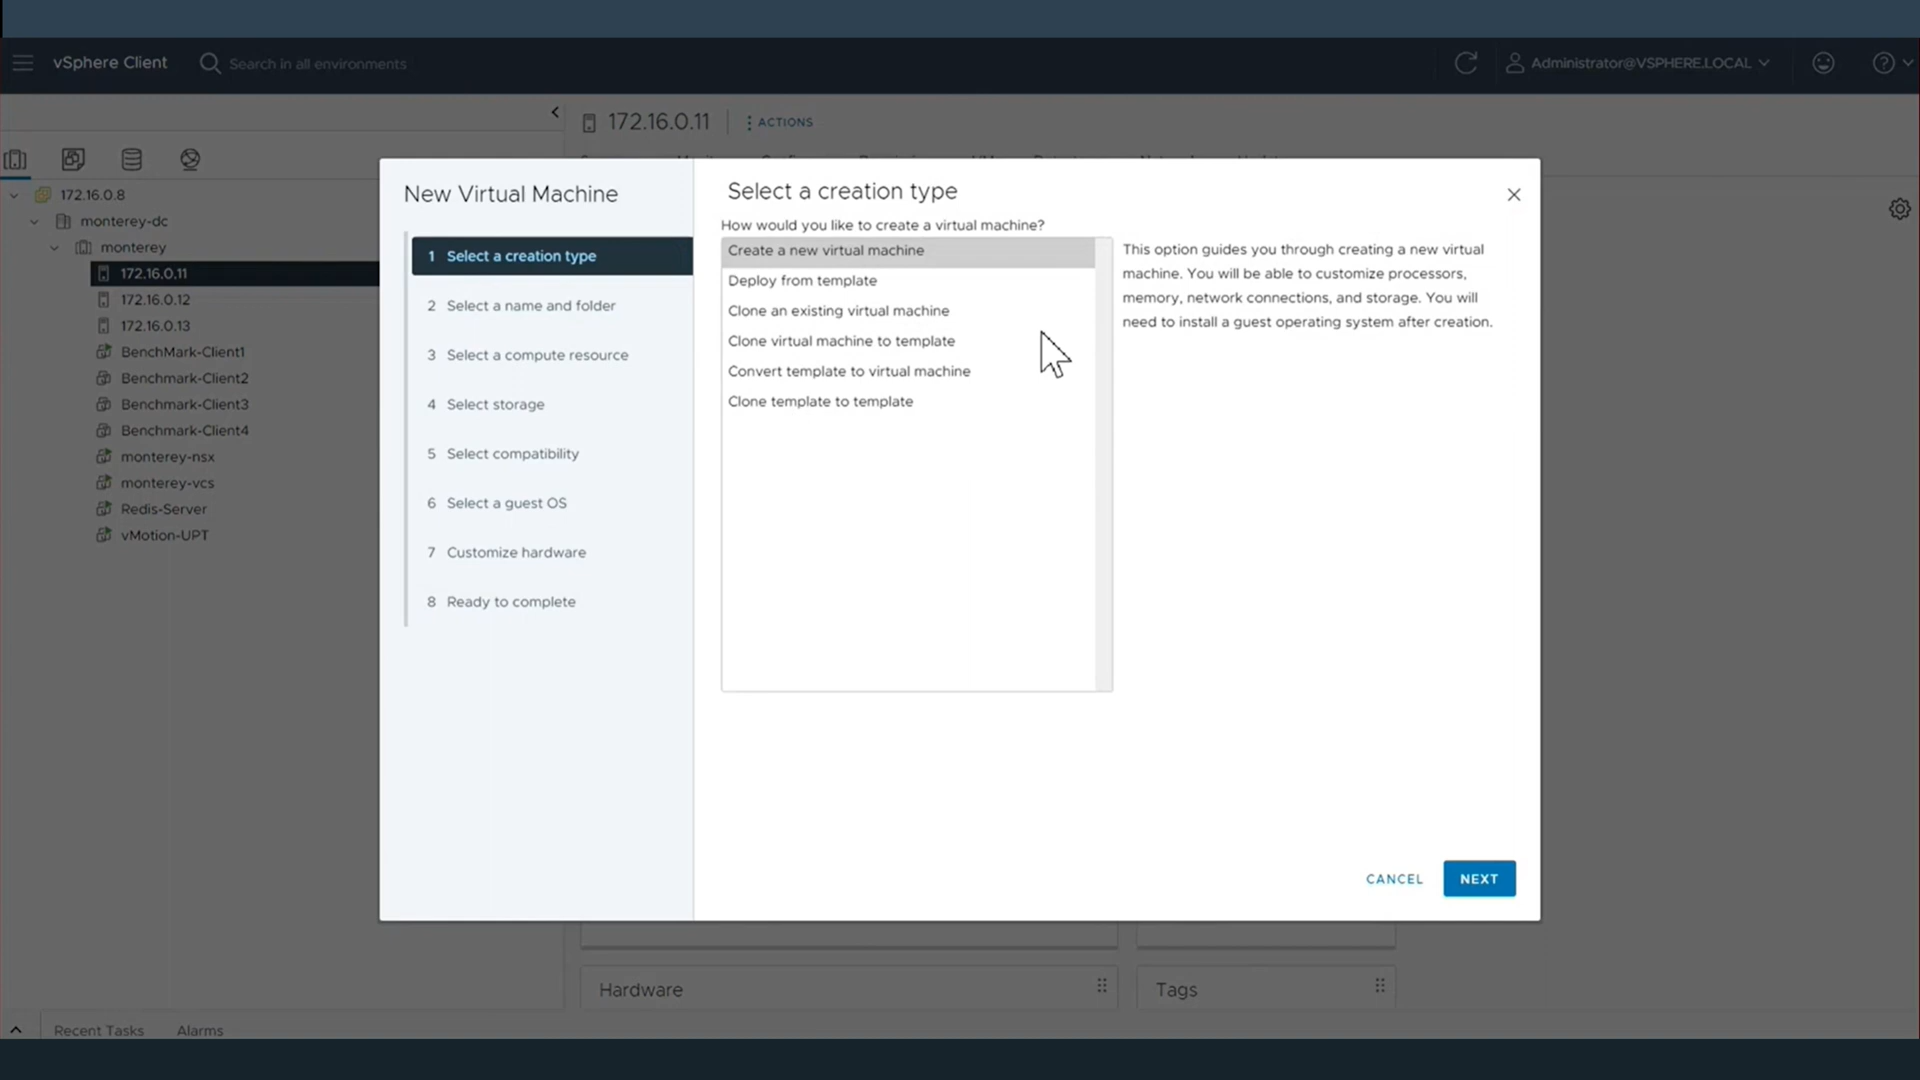 vSphere Client
Search in all environments
Administrator@VSPHERE.LOCAL
172.16.0.11
ACTIONS
172.16.0.8
monterey-dc
monterey
172.16.0.11
172.16.0.12
172.16.0.13
BenchMark-Client1
Benchmark-Client2
Benchmark-Client3
Benchmark-Client4
monterey-nsx
monterey-vcs
Redis-Server
vMotion-UPT
New Virtual Machine
1 Select a creation type
2 Select a name and folder
3 Select a compute resource
4 Select storage
5 Select compatibility
6 Select a guest OS
7 Customize hardware
8 Ready to complete
Select a creation type
How would you like to create a virtual machine?
Create a new virtual machine
Deploy from template
Clone an existing virtual machine
Clone virtual machine to template
Convert template to virtual machine
Clone template to template
This option guides you through creating a new virtual
machine. You will be able to customize processors,
memory, network connections, and storage. You will
need to install a guest operating system after creation.
CANCEL
NEXT
Hardware
Tags
Recent Tasks
Alarms